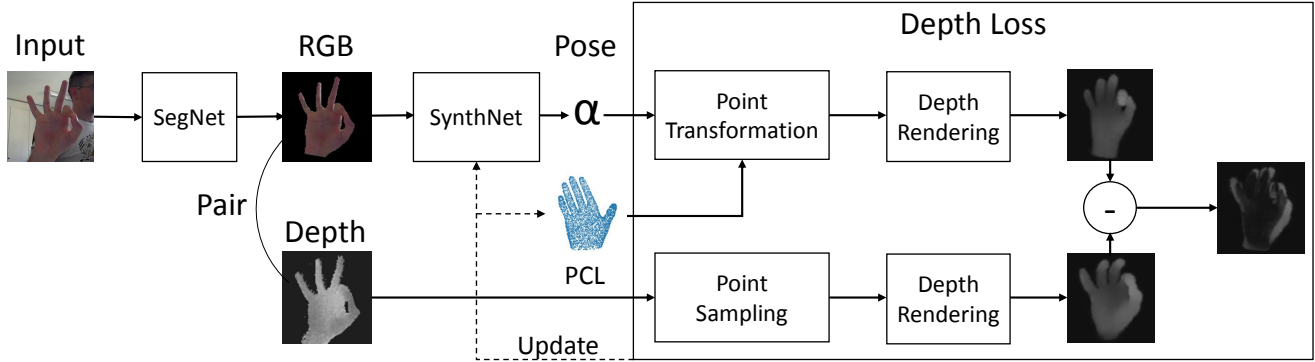 Depth Loss
Input
RGB
Pose
SegNet
SynthNet
α
Point
Transformation
Depth
Rendering
-
Pair
Depth
PCL
Point
Sampling
Depth
Rendering
Update